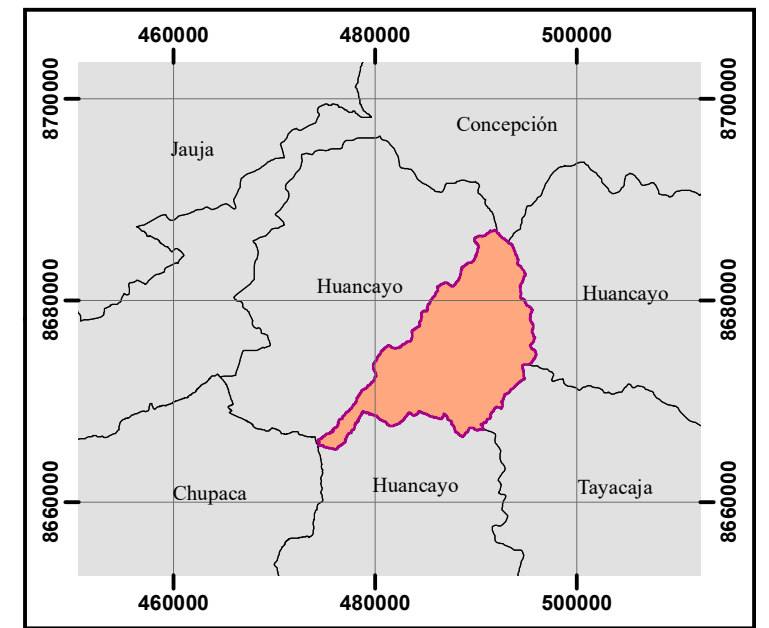 460000 480000 500000
8700000 8700000
Concepción
Jauja
Huancayo
Huancayo
8680000 8680000
Huancayo
Tayacaja
Chupaca
8660000 8660000
460000 480000 500000